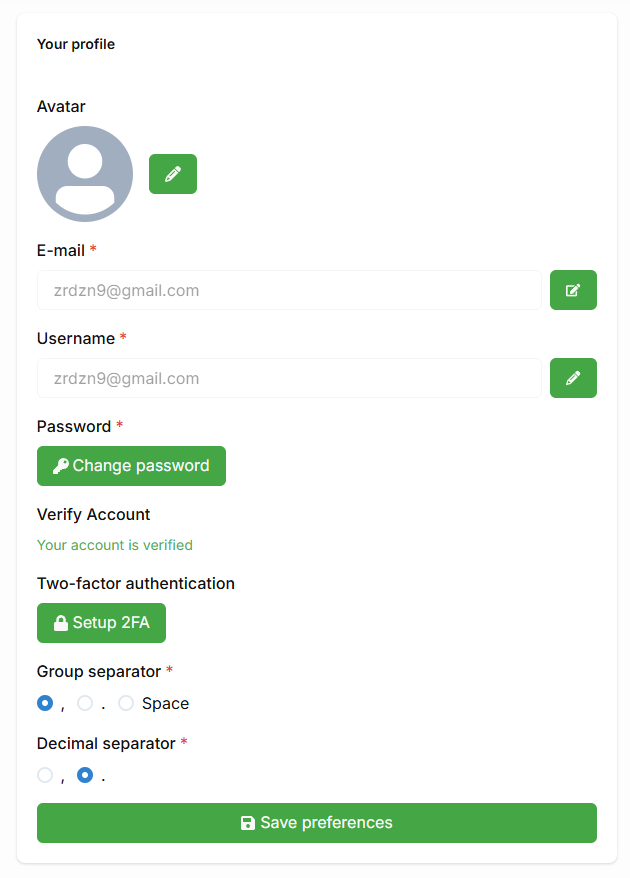 Your profile
Avatar
E-mail *
zrdzn9@gmail.com
Username *
zrdzn9@gmail.com
Password *
Change password
Verify Account
Your account is verified
Two-factor authentication
Setup 2FA
Group separator *
, . Space
Decimal separator *
, .
Save preferences